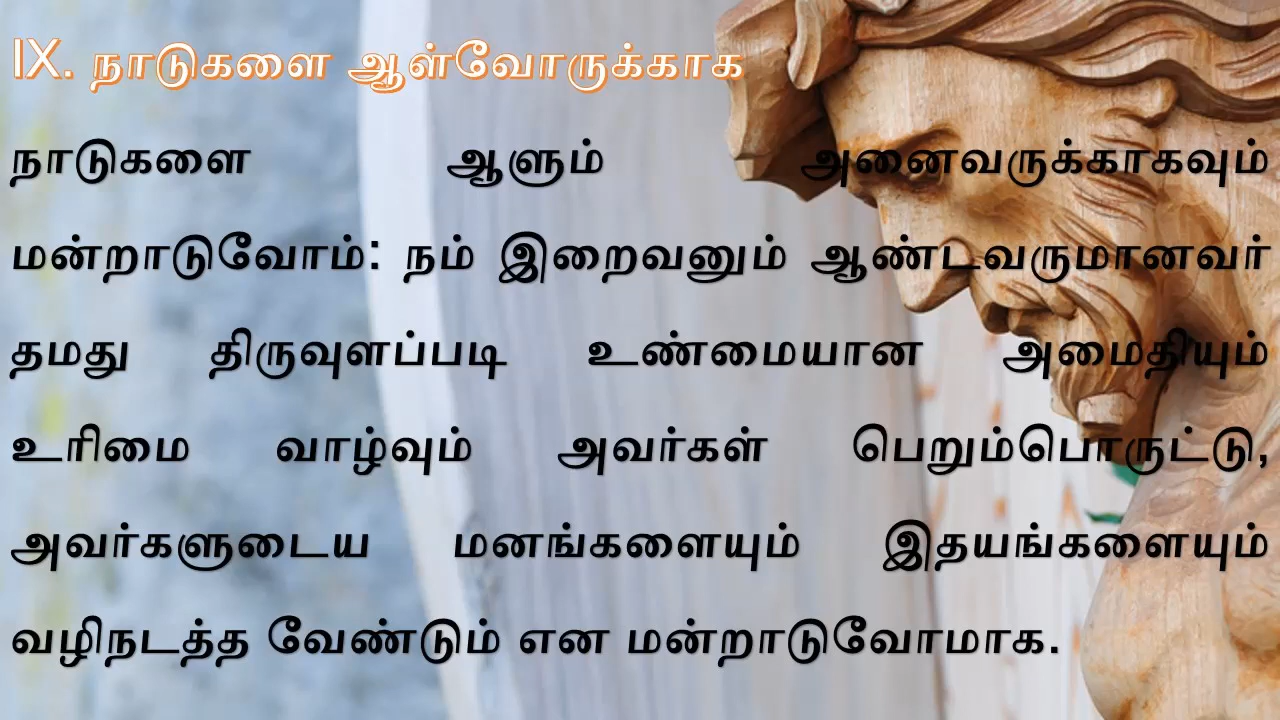 IX. நாடுகளை ஆள்வோருக்காக
நாடுகளை ஆளும் அனைவருக்காகவும்
மன்றாடுவோம்: நம் இறைவனும் ஆண்டவருமானவர்
தமது திருவுளப்படி உண்மையான அமைதியும்
உரிமை வாழ்வும் அவர்கள் பெறும்பொருட்டு,
அவர்களுடைய மனங்களையும் இதயங்களையும்
வழிநடத்த வேண்டும் என மன்றாடுவோமாக.